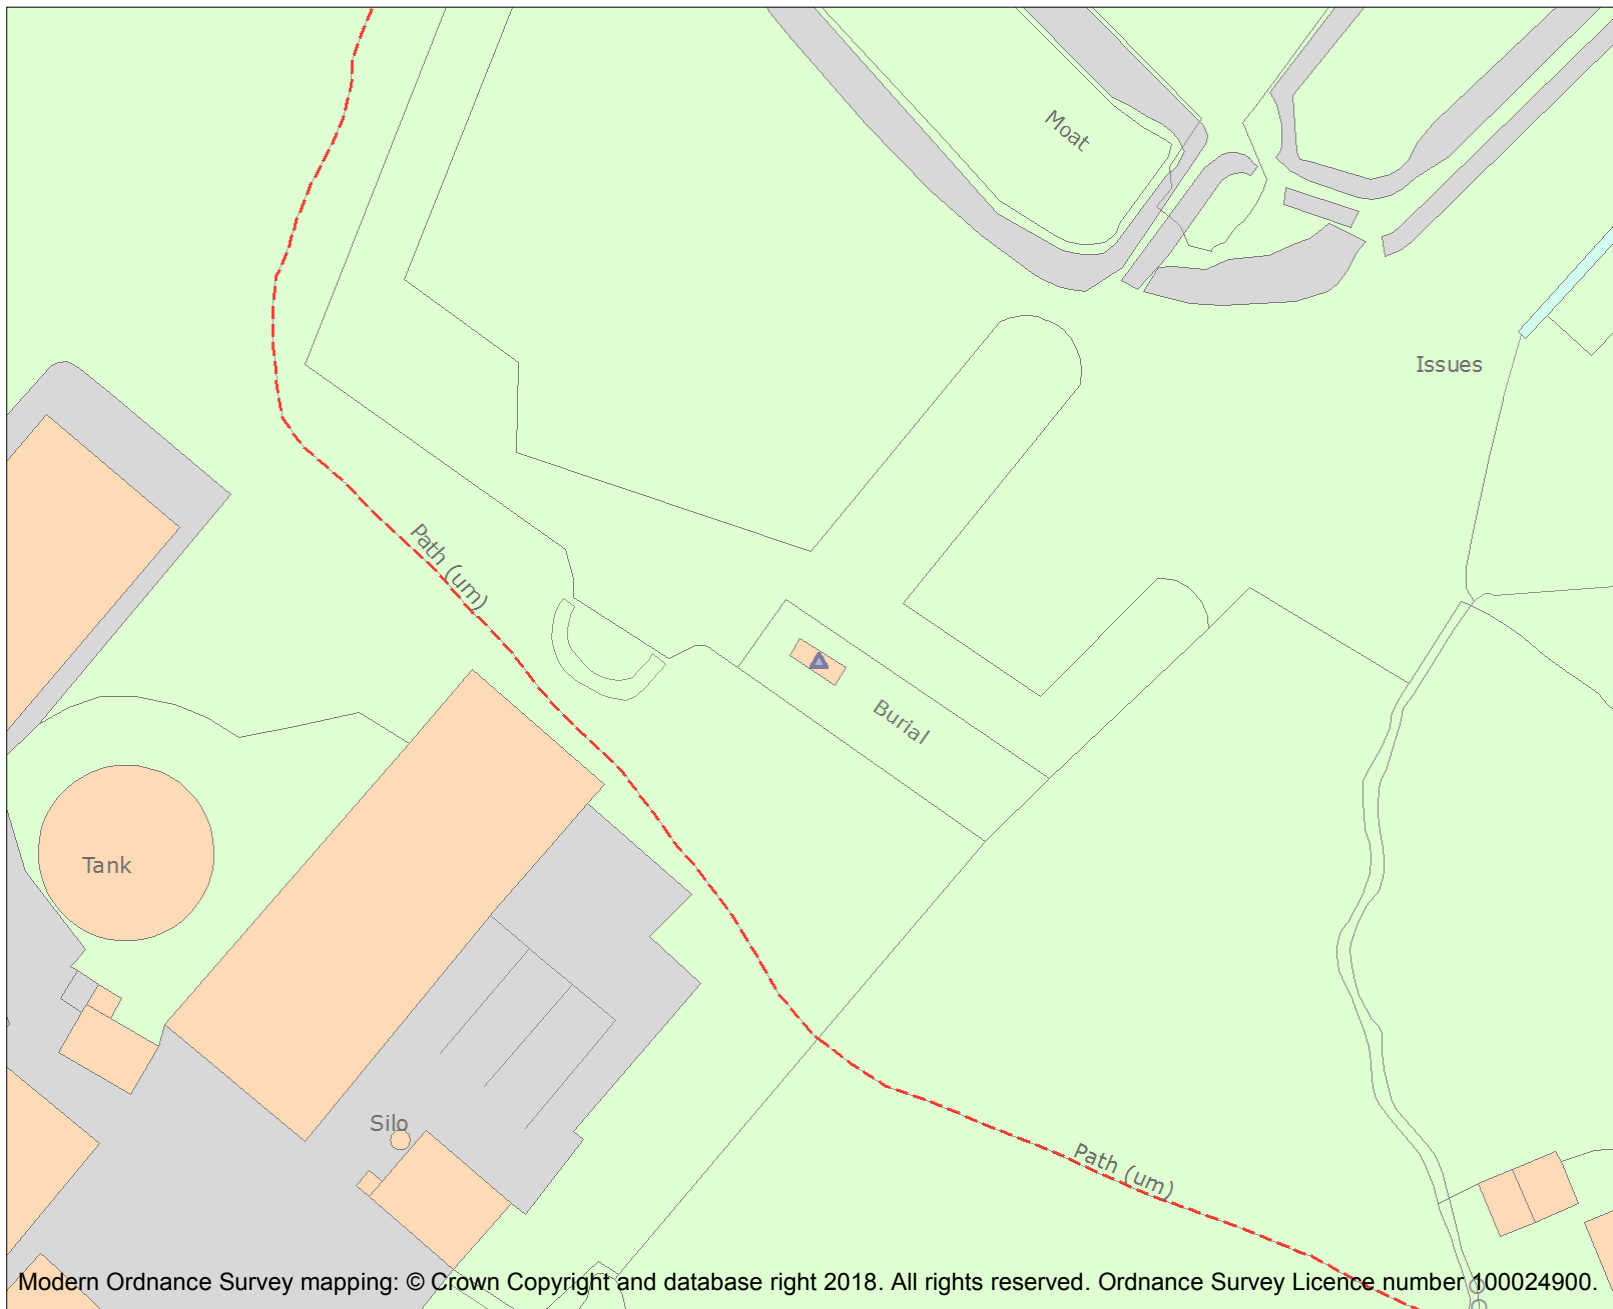 Moat
Issues
Path (um)
Burial
Tank
Silo
Path (um)
Modern Ordnance Survey mapping: © Crown Copyright and database right 2018. All rights reserved. Ordnance Survey Licence number 100024900.